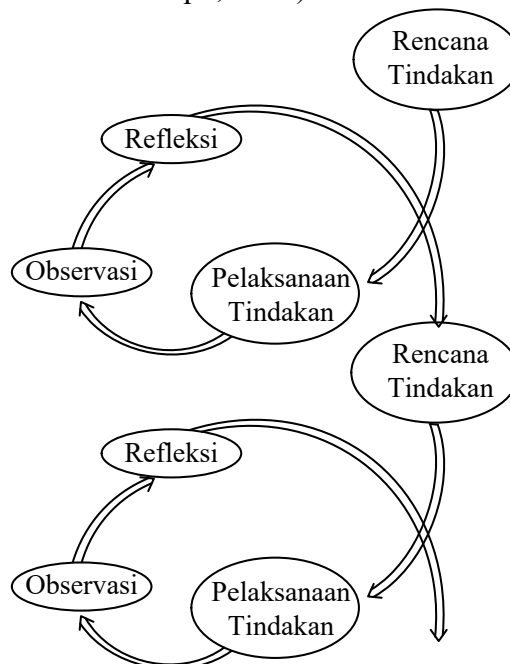 Rencana
Tindakan
Refleksi
Observasi
Pelaksanaan
Tindakan
Rencana
Tindakan
Refleksi
Observasi
Pelaksanaan
Tindakan